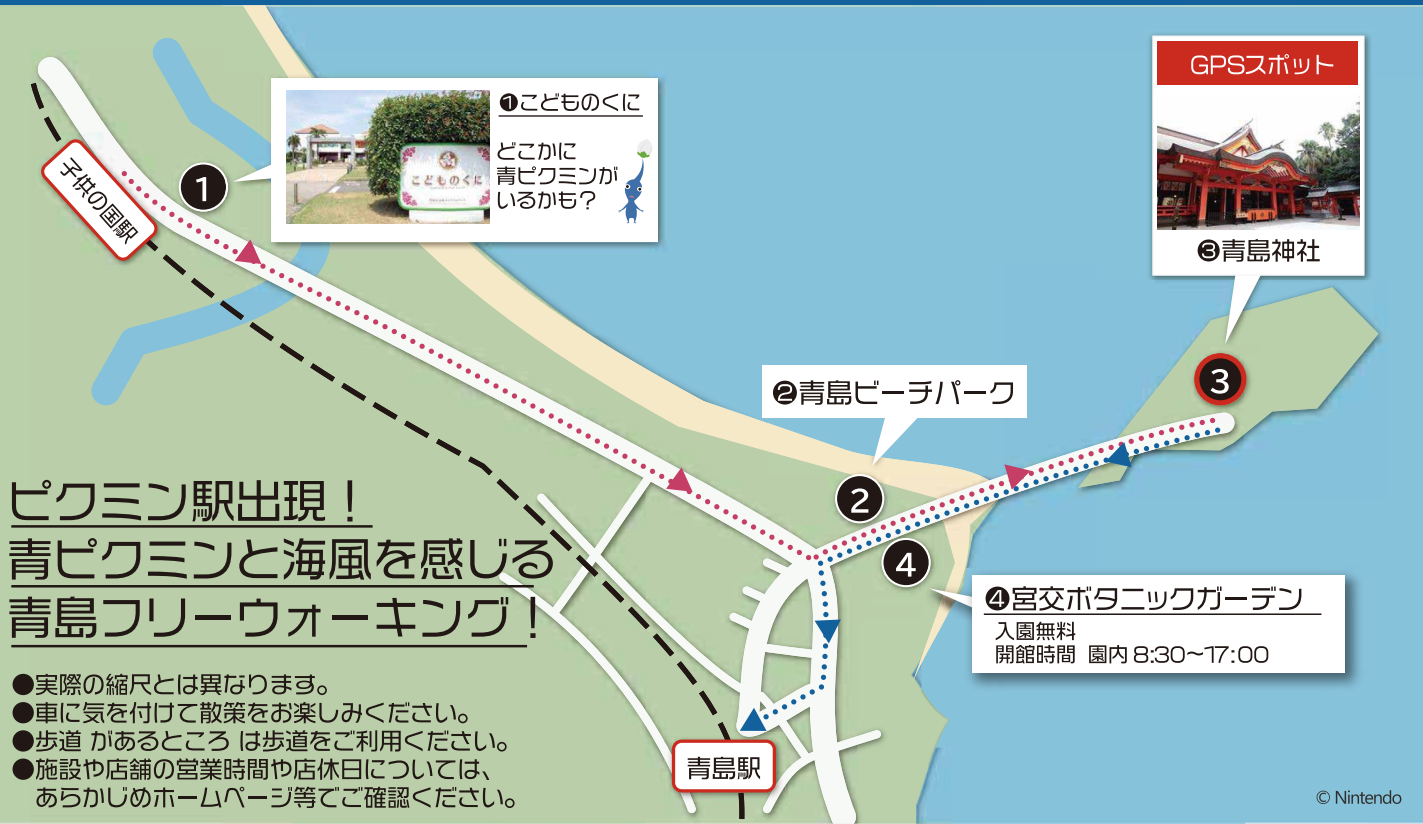 GPSスポット
❸青島神社
❶こどものくに
こどものくに
どこかに
青ピクミンが
いるかも？
子供の国駅
1
3
❷青島ビーチパーク
2
4
ピクミン駅出現！
青ピクミンと海風を感じる
青島フリーウォーキング！
❹宮交ボタニックガーデン
入園無料
開館時間 園内 8:30～17:00
●実際の縮尺とは異なります。
●車に気を付けて散策をお楽しみください。
●歩道 があるところ は歩道をご利用ください。
●施設や店舗の営業時間や店休日については、
あらかじめホームページ等でご確認ください。
青島駅
© Nintendo